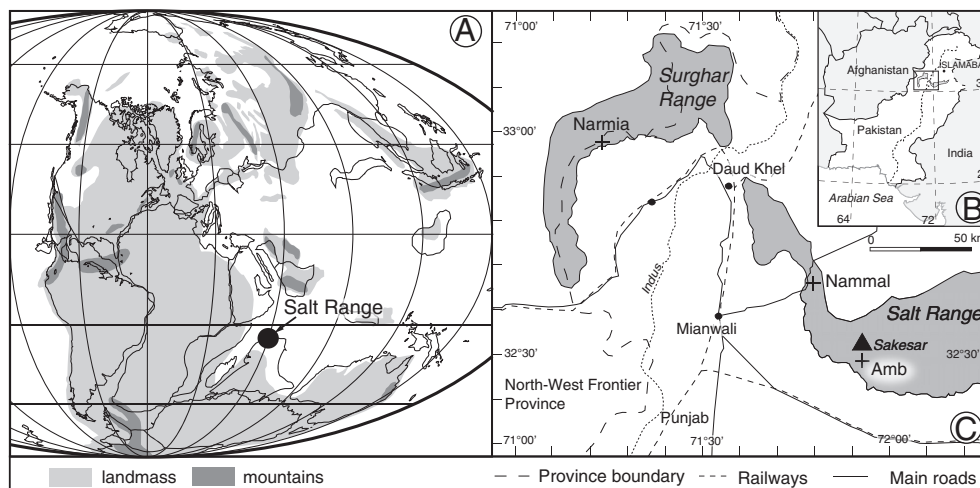 A
Salt Range
71°00'
71°30'
Surghar
Range
33°00'
Narmia
Daud Khel
Indus
Nammal
Mianwali
Salt Range
Sakesar
Amb
32°30'
32°30'
North-West Frontier
Province
Punjab
71°00'
71°30'
72°00'
C
Afghanistan
ISLAMABA
Pakistan
India
Arabian Sea
64
72
B
0 50 km
landmass mountains Province boundary Railways Main roads